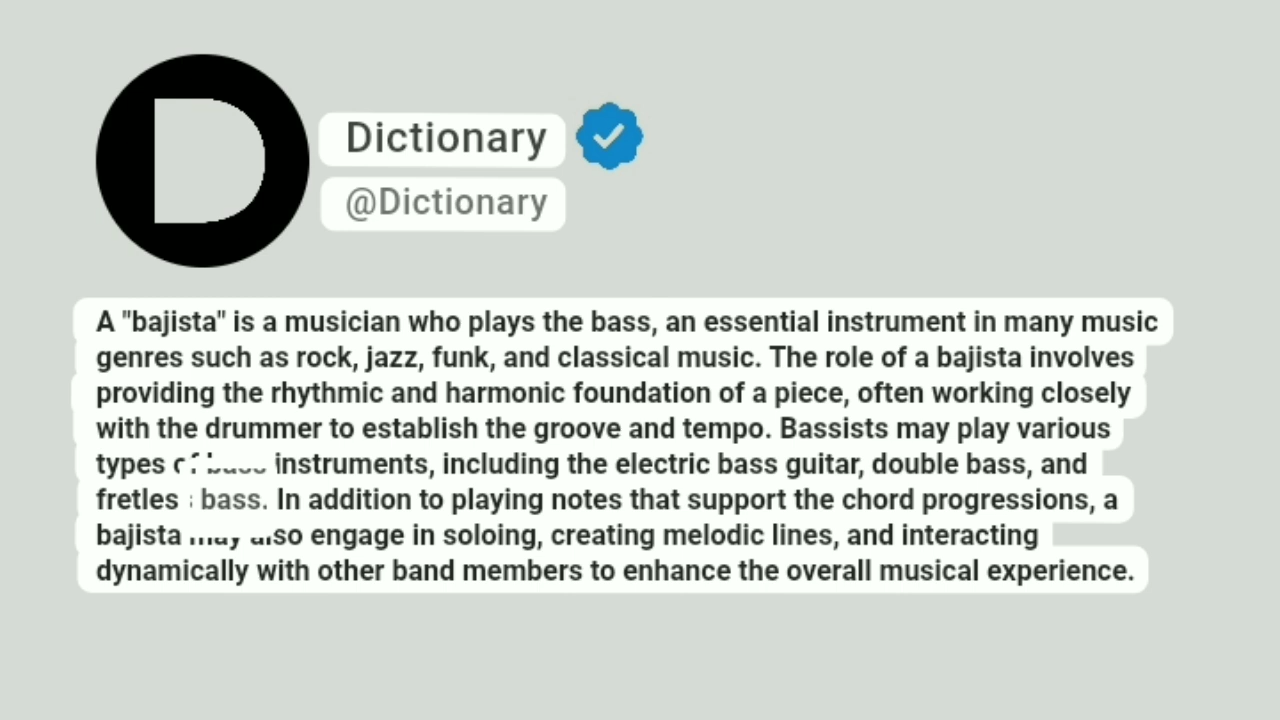 D
Dictionary
@Dictionary
A "bajista" is a musician who plays the bass, an essential instrument in many music
genres such as rock, jazz, funk, and classical music. The role of a bajista involves
providing the rhythmic and harmonic foundation of a piece, often working closely
with the drummer to establish the groove and tempo. Bassists may play various
types instruments, including the electric bass guitar, double bass, and
bass. In addition to playing notes that support the chord progressions, a
bajista engage in soloing, creating melodic lines, and interacting
dynamically with other band members to enhance the overall musical experience.